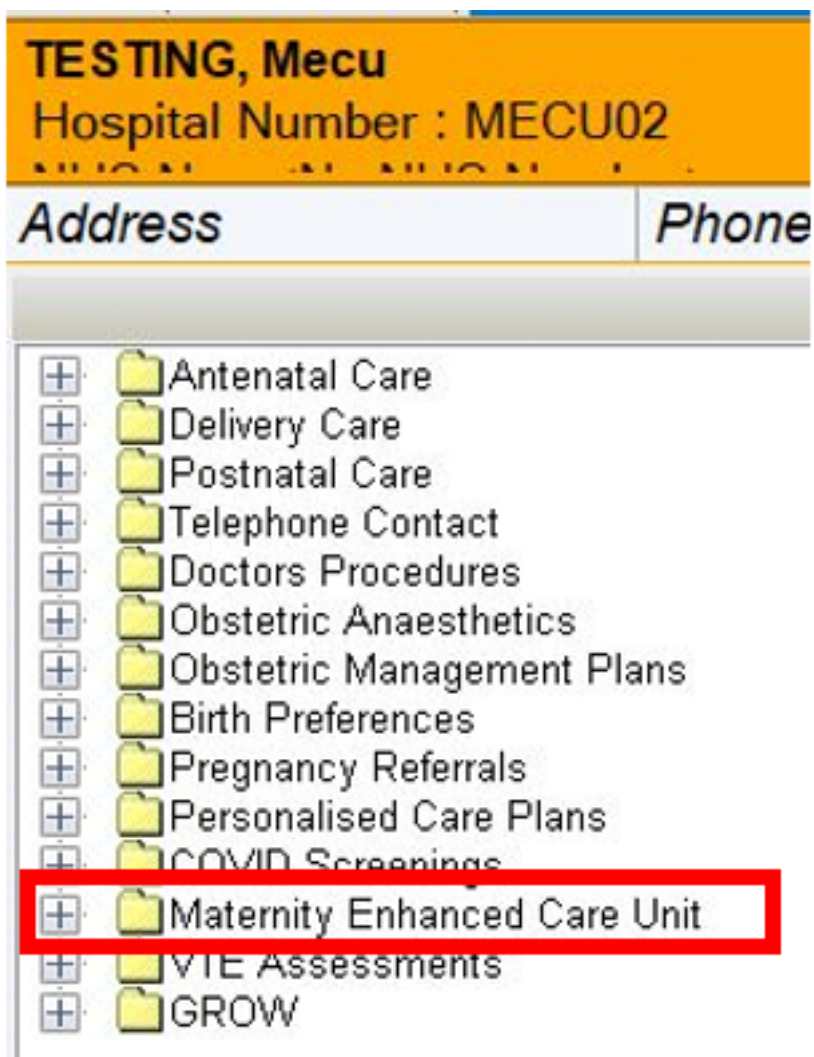 TESTING, Mecu
Hospital Number : MECU02
Address Phone
Antenatal Care
Delivery Care
Postnatal Care
Telephone Contact
Doctors Procedures
Obstetric Anaesthetics
Obstetric Management Plans
Birth Preferences
Pregnancy Referrals
Personalised Care Plans
COVID Screenings
Maternity Enhanced Care Unit
VTE Assessments
GROW